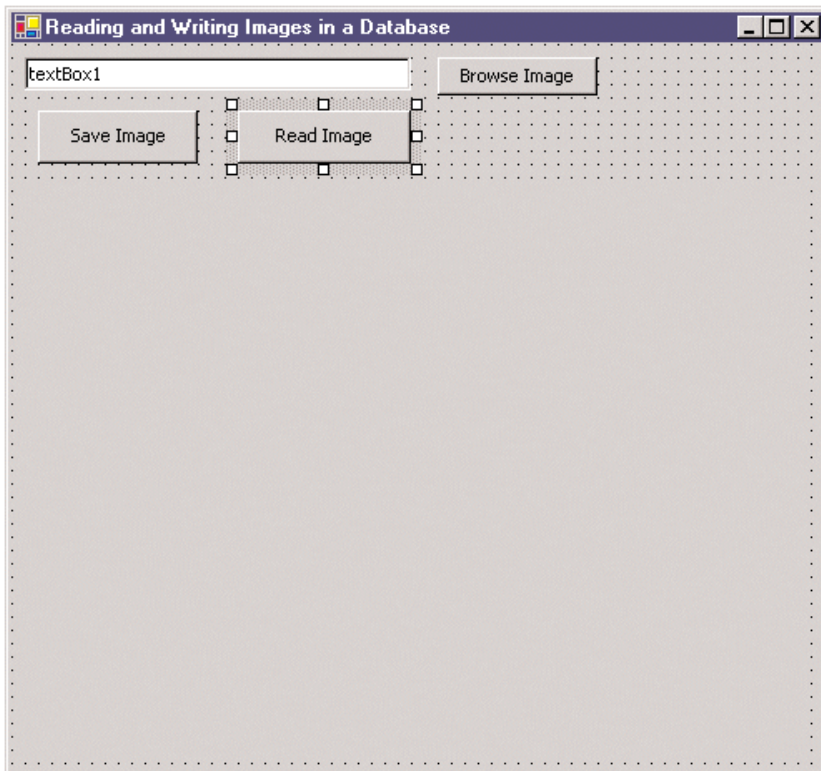 Reading and Writing Images in a Database
textBox1
Browse Image
Save Image
Read Image